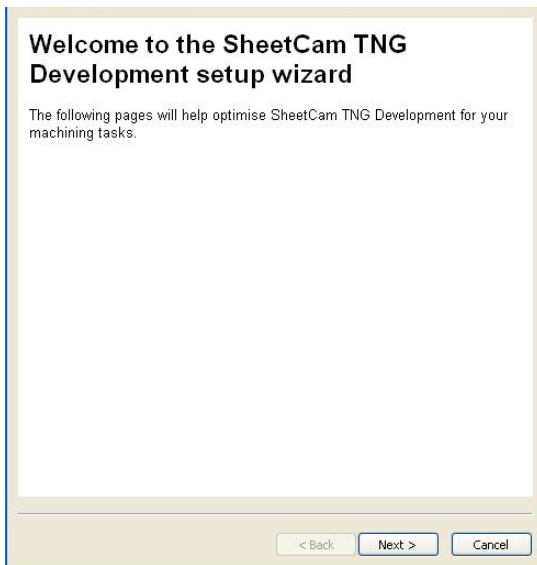 Welcome to the SheetCam TNG
Development setup wizard
The following pages will help optimise SheetCam TNG Development for your
machining tasks.
< Back Next > Cancel